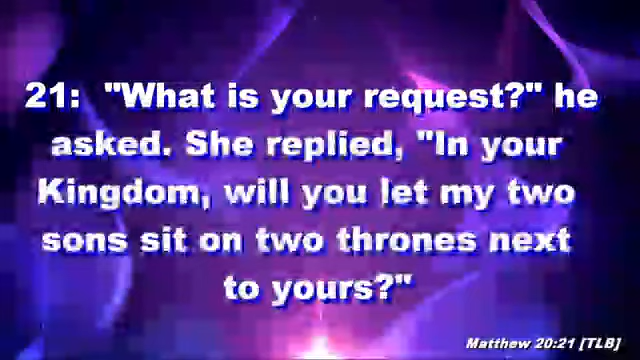 21:  "What is your request?" he
asked. She replied, "In your
Kingdom, will you let my two
sons sit on two thrones next
to yours?"
Matthew 20:21 [TLB]